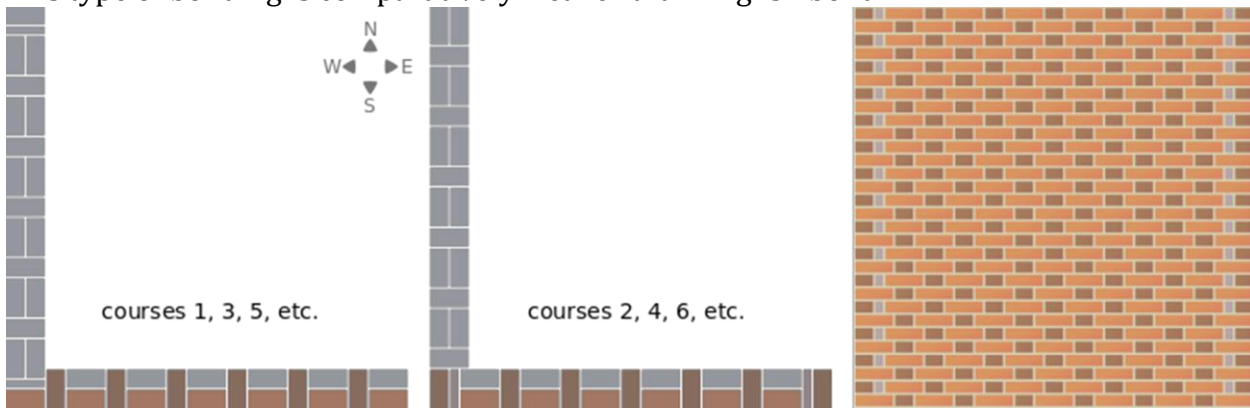 N
W E
S
courses 1, 3, 5, etc.
courses 2, 4, 6, etc.